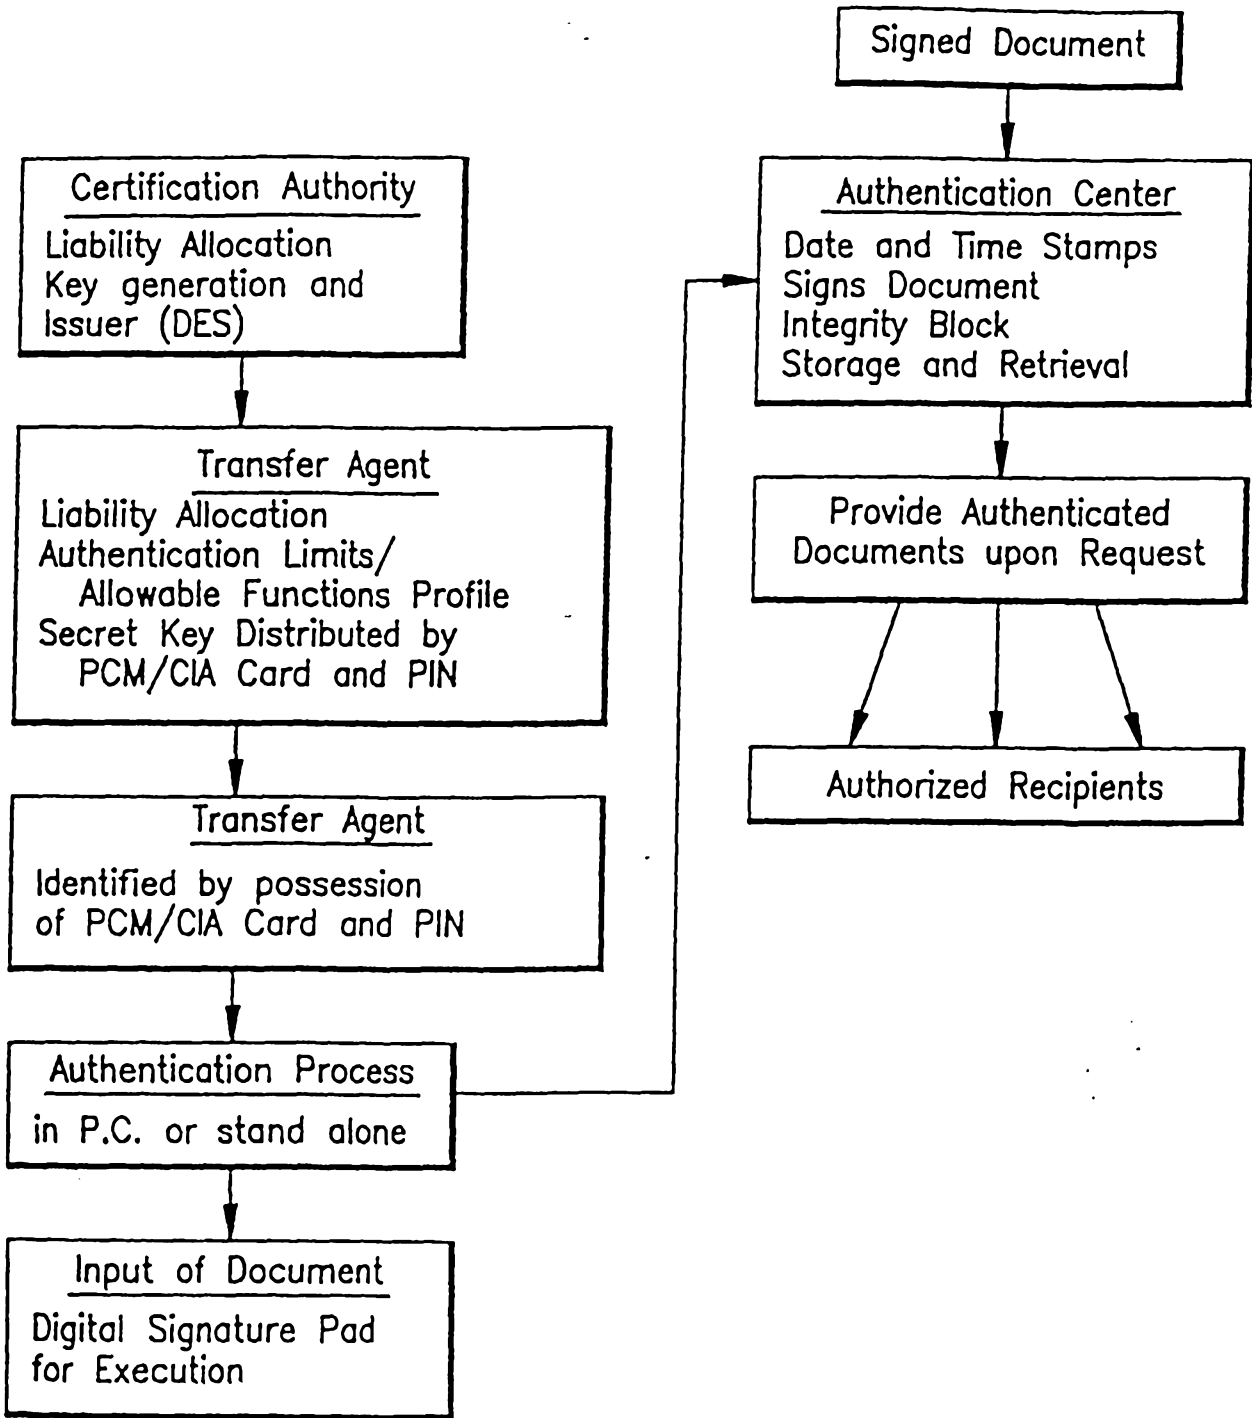 Certification Authority
Liability Allocation
Key generation and
Issuer (DES)
Transfer Agent
Liability Allocation
Authentication Limits/
Allowable Functions Profile
Secret Key Distributed by
PCM/CIA Card and PIN
Transfer Agent
Identified by possession
of PCM/CIA Card and PIN
Authentication Process
in P.C. or stand alone
Input of Document
Digital Signature Pad
for Execution
Signed Document
Authentication Center
Date and Time Stamps
Signs Document
Integrity Block
Storage and Retrieval
Provide Authenticated
Documents upon Request
Authorized Recipients